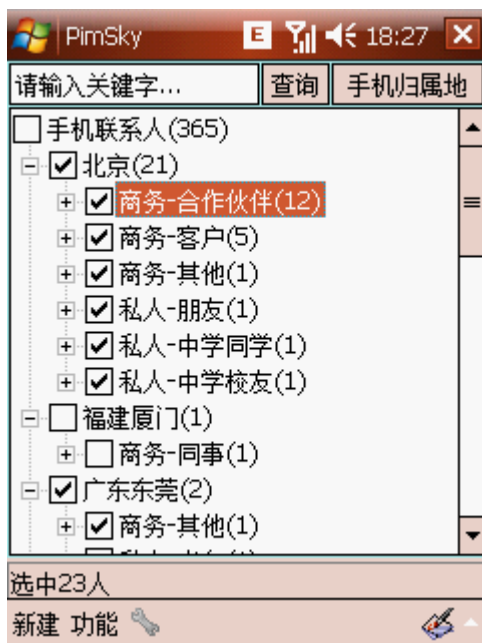 PimSky E 18:27
请输入关键字... 查询 手机归属地
手机联系人(365)
北京(21)
商务-合作伙伴(12)
商务-客户(5)
商务-其他(1)
私人-朋友(1)
私人-中学同学(1)
私人-中学校友(1)
福建厦门(1)
商务-同事(1)
广东东莞(2)
商务-其他(1)
选中23人
新建 功能